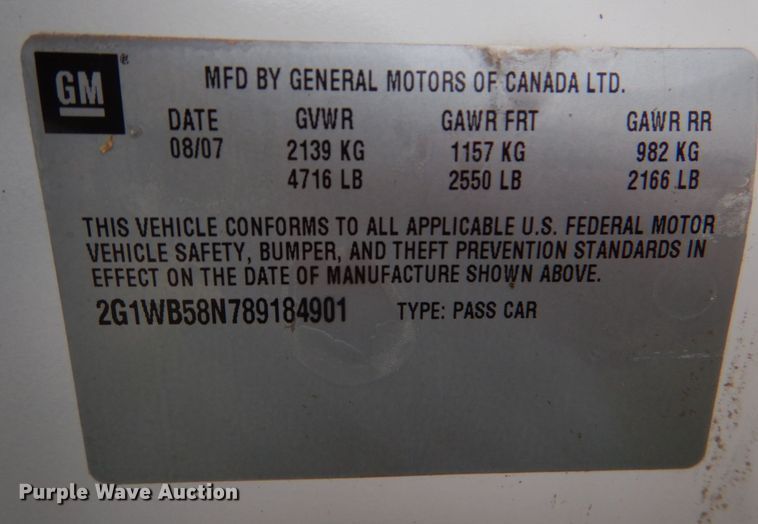 GM ®
MFD BY GENERAL MOTORS OF CANADA LTD.
DATE GVWR GAWR FRT GAWR RR
08/07 2139 KG 1157 KG 982 KG
4716 LB 2550 LB 2166 LB
THIS VEHICLE CONFORMS TO ALL APPLICABLE U.S. FEDERAL MOTOR
VEHICLE SAFETY, BUMPER, AND THEFT PREVENTION STANDARDS IN
EFFECT ON THE DATE OF MANUFACTURE SHOWN ABOVE.
2G1WB58N789184901 TYPE: PASS CAR
Purple Wave Auction